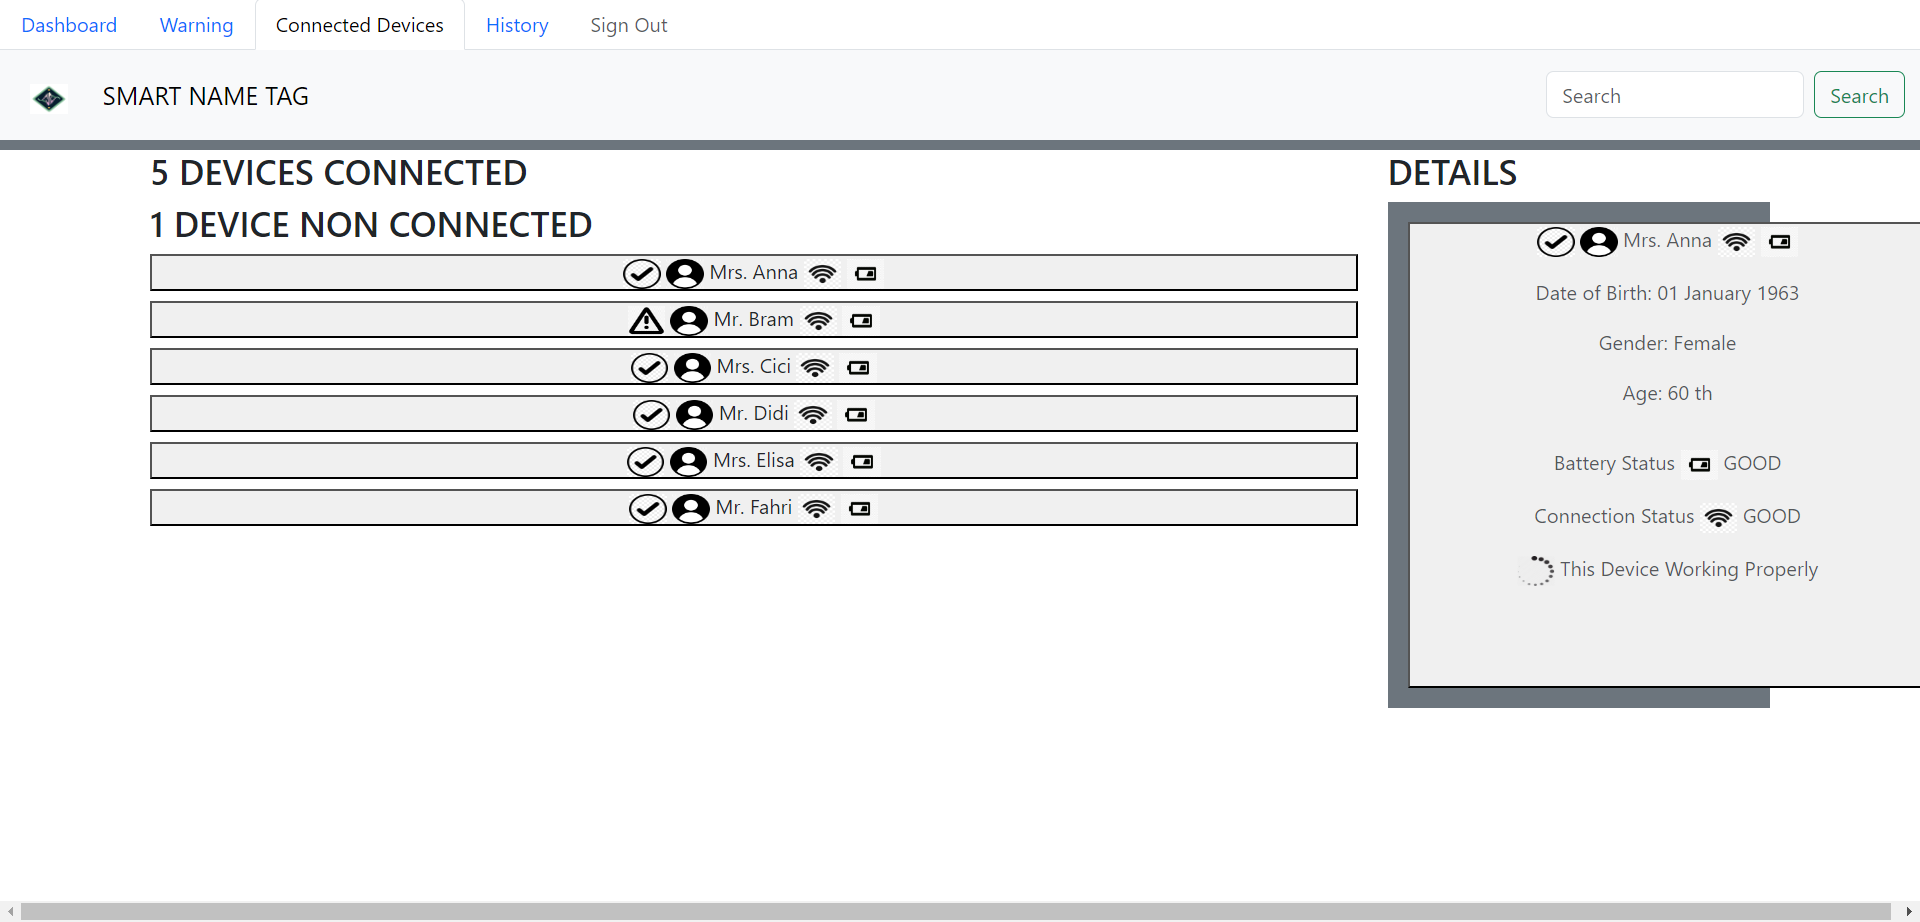 Dashboard Warning Connected Devices History Sign Out
SMART NAME TAG Search Search
5 DEVICES CONNECTED
1 DEVICE NON CONNECTED
Mrs. Anna
Mr. Bram
Mrs. Cici
Mr. Didi
Mrs. Elisa
Mr. Fahri
DETAILS
Mrs. Anna
Date of Birth: 01 January 1963
Gender: Female
Age: 60 th
Battery Status GOOD
Connection Status GOOD
This Device Working Properly